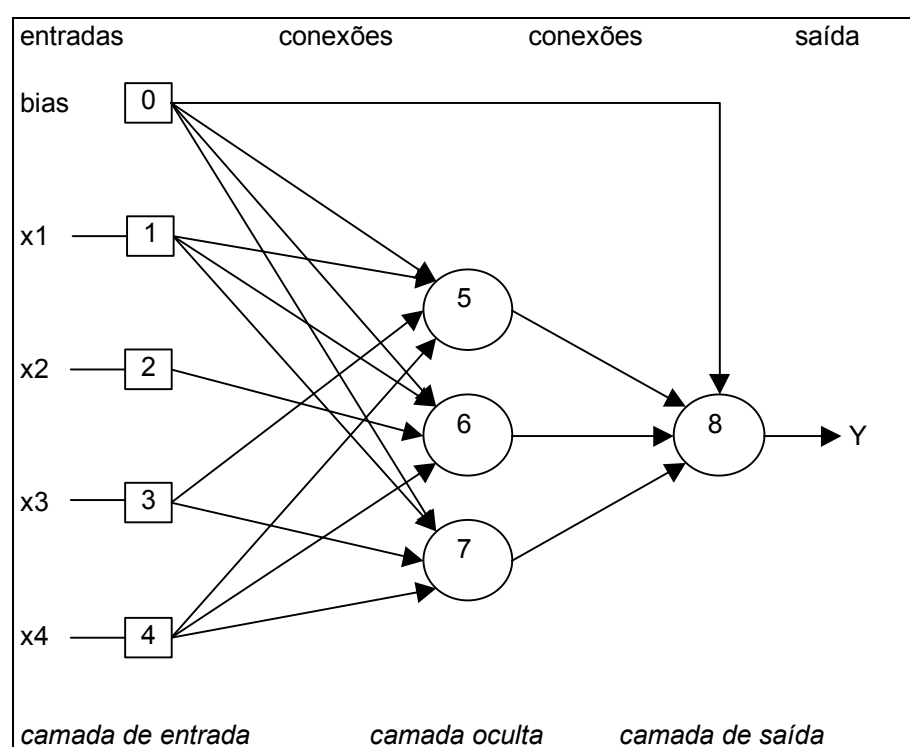 entradas conexões conexões saída
bias 0
x1 1
5
x2 2
6 8 Y
x3 3
7
x4 4
camada de entrada camada oculta camada de saída